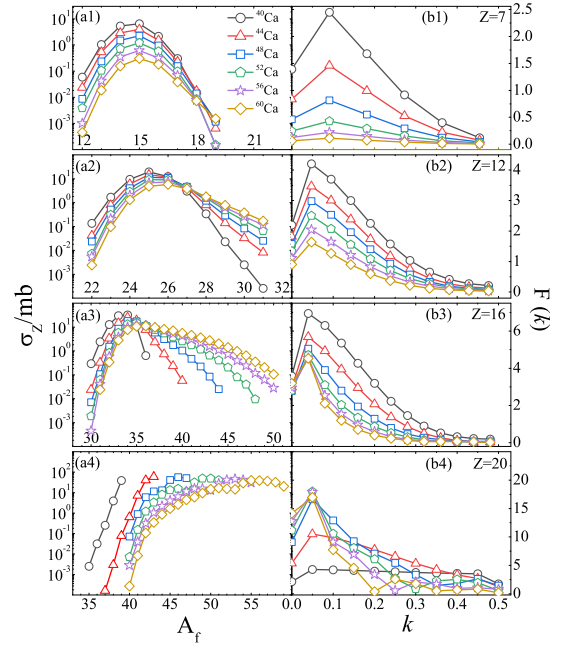 (a1)
⁴⁰Ca
⁴⁴Ca
⁴⁸Ca
⁵²Ca
⁵⁶Ca
⁶⁰Ca
10¹
10⁰
10⁻¹
10⁻²
10⁻³
12 15 18 21
(b1) Z=7
2.5
2.0
1.5
1.0
0.5
0.0
(a2)
10¹
10⁰
10⁻¹
10⁻²
10⁻³
22 24 26 28 30 32
(b2) Z=12
4
3
2
1
0
σ_Z/mb
F (k)
(a3)
10¹
10⁰
10⁻¹
10⁻²
10⁻³
30 35 40 45 50
(b3) Z=16
6
4
2
0
(a4)
10²
10¹
10⁰
10⁻¹
10⁻²
10⁻³
35 40 45 50 55
A_f
(b4) Z=20
20
15
10
5
0
0.0 0.1 0.2 0.3 0.4 0.5
k